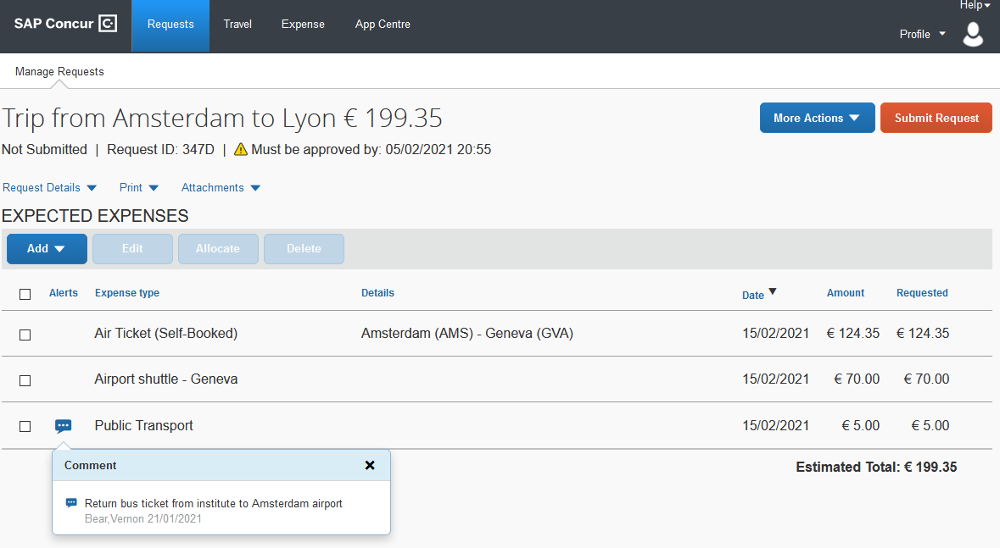 SAP Concur C Requests Travel Expense App Centre Help
Profile
Manage Requests
Trip from Amsterdam to Lyon € 199.35
More Actions Submit Request
Not Submitted | Request ID: 347D | Must be approved by: 05/02/2021 20:55
Request Details Print Attachments
EXPECTED EXPENSES
Add Edit Allocate Delete
Alerts Expense type Details Date Amount Requested
Air Ticket (Self-Booked) Amsterdam (AMS) - Geneva (GVA) 15/02/2021 € 124.35 € 124.35
Airport shuttle - Geneva 15/02/2021 € 70.00 € 70.00
Public Transport 15/02/2021 € 5.00 € 5.00
Comment
Estimated Total: € 199.35
Return bus ticket from institute to Amsterdam airport
Bear,Vernon 21/01/2021